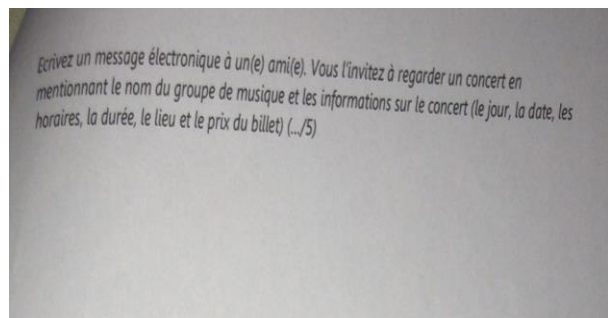 Ecrivez un message électronique à un(e) ami(e). Vous l'invitez à regarder un concert en
mentionnant le nom du groupe de musique et les informations sur le concert (le jour, la date, les
horaires, la durée, le lieu et le prix du billet) (.../5)